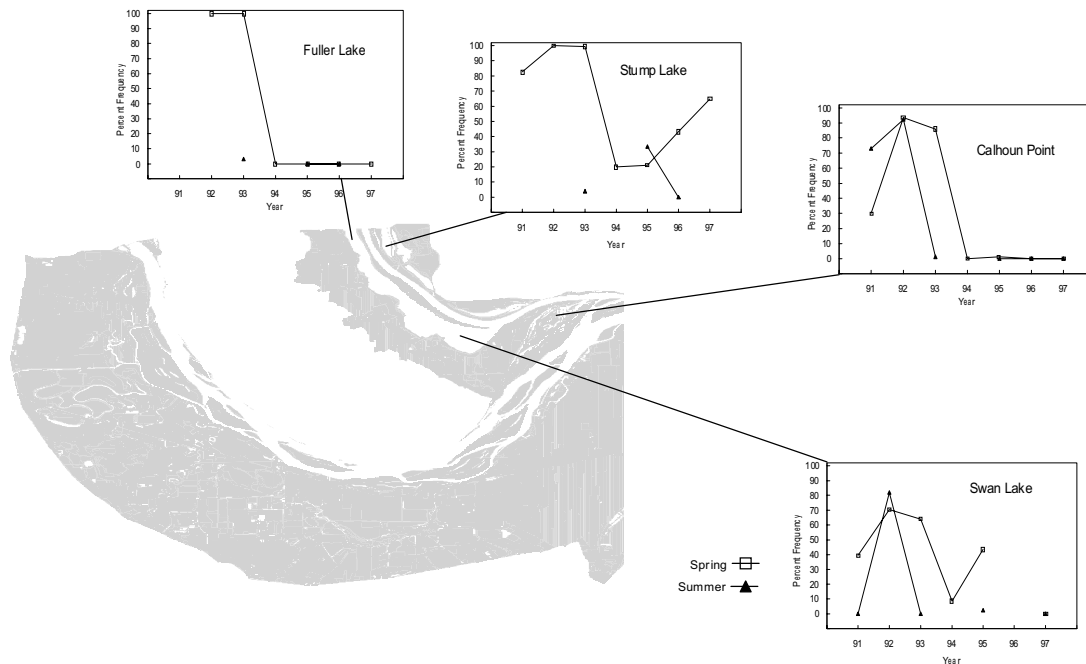 Fuller Lake
Percent Frequency
100
90
80
70
60
50
40
30
20
10
0
91 92 93 94 95 96 97
Year
Stump Lake
Percent Frequency
100
90
80
70
60
50
40
30
20
10
0
91 92 93 94 95 96 97
Year
Calhoun Point
Percent Frequency
100
90
80
70
60
50
40
30
20
10
0
91 92 93 94 95 96 97
Year
Swan Lake
Percent Frequency
100
90
80
70
60
50
40
30
20
10
0
91 92 93 94 95 96 97
Year
Spring
Summer